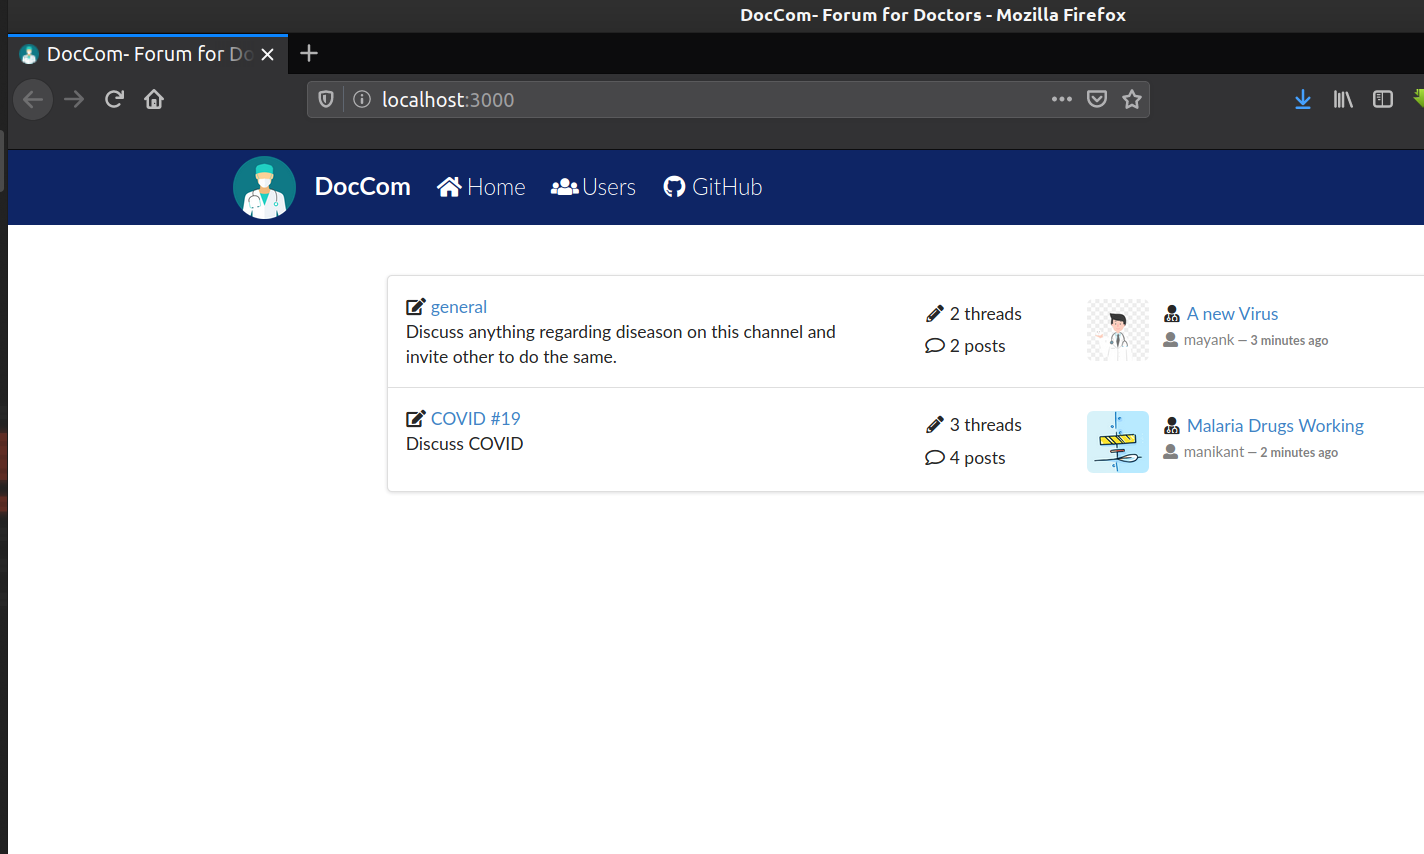 DocCom- Forum for Doctors - Mozilla Firefox
DocCom- Forum for Do
localhost:3000
DocCom Home Users GitHub
general
Discuss anything regarding diseason on this channel and
invite other to do the same.
2 threads
2 posts
A new Virus
mayank – 3 minutes ago
COVID #19
Discuss COVID
3 threads
4 posts
Malaria Drugs Working
manikant – 2 minutes ago